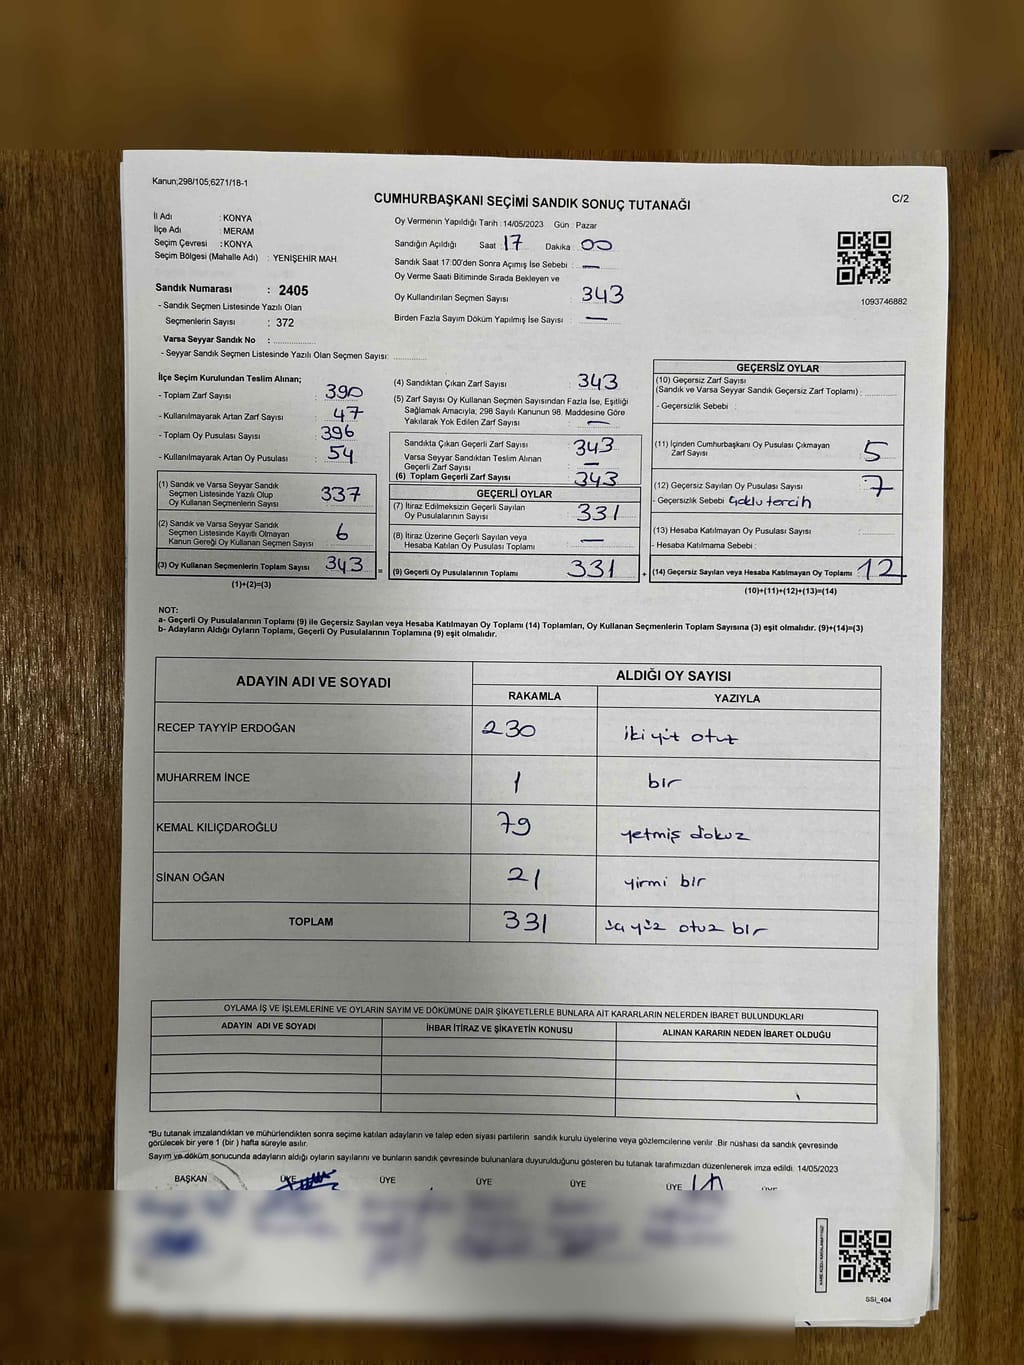 Kanun;298/105;6271/18-1
C/2
CUMHURBAŞKANI SEÇİMİ SANDIK SONUÇ TUTANAĞI
İl Adı : KONYA
İlçe Adı : MERAM
Seçim Çevresi : KONYA
Seçim Bölgesi (Mahalle Adı) : YENİŞEHİR MAH.
Sandık Numarası : 2405
- Sandık Seçmen Listesinde Yazılı Olan
Seçmenlerin Sayısı : 372
Varsa Seyyar Sandık No :
- Seyyar Sandık Seçmen Listesinde Yazılı Olan Seçmen Sayısı:
Oy Vermenin Yapıldığı Tarih : 14/05/2023 Gün : Pazar
Sandığın Açıldığı Saat 17 Dakika 00
Sandık Saat 17:00'den Sonra Açımış İse Sebebi : —
Oy Verme Saati Bitiminde Sırada Bekleyen ve
Oy Kullandırılan Seçmen Sayısı : 343
Birden Fazla Sayım Döküm Yapılmış İse Sayısı : —
1093746882
İlçe Seçim Kurulundan Teslim Alınan;
- Toplam Zarf Sayısı : 390
- Kullanılmayarak Artan Zarf Sayısı : 47
- Toplam Oy Pusulası Sayısı : 396
- Kullanılmayarak Artan Oy Pusulası : 54
(1) Sandık ve Varsa Seyyar Sandık
Seçmen Listesinde Yazılı Olup
Oy Kullanan Seçmenlerin Sayısı : 337
(2) Sandık ve Varsa Seyyar Sandık
Seçmen Listesinde Kayıtlı Olmayan
Kanun Gereği Oy Kullanan Seçmen Sayısı : 6
(3) Oy Kullanan Seçmenlerin Toplam Sayısı : 343
(1)+(2)=(3)
(4) Sandıktan Çıkan Zarf Sayısı : 343
(5) Zarf Sayısı Oy Kullanan Seçmen Sayısından Fazla İse, Eşitliği
Sağlamak Amacıyla; 298 Sayılı Kanunun 98. Maddesine Göre
Yakılarak Yok Edilen Zarf Sayısı : —
Sandıkta Çıkan Geçerli Zarf Sayısı : 343
Varsa Seyyar Sandıktan Teslim Alınan
Geçerli Zarf Sayısı : —
(6) Toplam Geçerli Zarf Sayısı : 343
GEÇERLİ OYLAR
(7) İtiraz Edilmeksizin Geçerli Sayılan
Oy Pusulalarının Sayısı : 331
(8) İtiraz Üzerine Geçerli Sayılan veya
Hesaba Katılan Oy Pusulası Toplamı : —
= (9) Geçerli Oy Pusulalarının Toplamı : 331 +
GEÇERSİZ OYLAR
(10) Geçersiz Zarf Sayısı
(Sandık ve Varsa Seyyar Sandık Geçersiz Zarf Toplamı) :
- Geçersizlik Sebebi :
(11) İçinden Cumhurbaşkanı Oy Pusulası Çıkmayan
Zarf Sayısı : 5
(12) Geçersiz Sayılan Oy Pusulası Sayısı : 7
- Geçersizlik Sebebi : Çoklu tercih
(13) Hesaba Katılmayan Oy Pusulası Sayısı :
- Hesaba Katılmama Sebebi :
(14) Geçersiz Sayılan veya Hesaba Katılmayan Oy Toplamı : 12
(10)+(11)+(12)+(13)=(14)
NOT:
a- Geçerli Oy Pusulalarının Toplamı (9) ile Geçersiz Sayılan veya Hesaba Katılmayan Oy Toplamı (14) Toplamları, Oy Kullanan Seçmenlerin Toplam Sayısına (3) eşit olmalıdır. (9)+(14)=(3)
b- Adayların Aldığı Oyların Toplamı, Geçerli Oy Pusulalarının Toplamına (9) eşit olmalıdır.
ADAYIN ADI VE SOYADI ALDIĞI OY SAYISI
RAKAMLA YAZIYLA
RECEP TAYYİP ERDOĞAN 230 iki yüz otuz
MUHARREM İNCE 1 bir
KEMAL KILIÇDAROĞLU 79 yetmiş dokuz
SİNAN OĞAN 21 yirmi bir
TOPLAM 331 üç yüz otuz bir
OYLAMA İŞ VE İŞLEMLERİNE VE OYLARIN SAYIM VE DÖKÜMÜNE DAİR ŞİKAYETLERLE BUNLARA AİT KARARLARIN NELERDEN İBARET BULUNDUKLARI
ADAYIN ADI VE SOYADI İHBAR İTİRAZ VE ŞİKAYETİN KONUSU ALINAN KARARIN NEDEN İBARET OLDUĞU
*Bu tutanak imzalandıktan ve mühürlendikten sonra seçime katılan adayların ve talep eden siyasi partilerin sandık kurulu üyelerine veya gözlemcilerine verilir .Bir nüshası da sandık çevresinde
görülecek bir yere 1 (bir ) hafta süreyle asılır.
Sayım ve döküm sonucunda adayların aldığı oyların sayılarını ve bunların sandık çevresinde bulunanlara duyurulduğunu gösteren bu tutanak tarafımızdan düzenlenerek imza edildi. 14/05/2023
BAŞKAN ÜYE ÜYE ÜYE ÜYE ÜYE
SSI_404